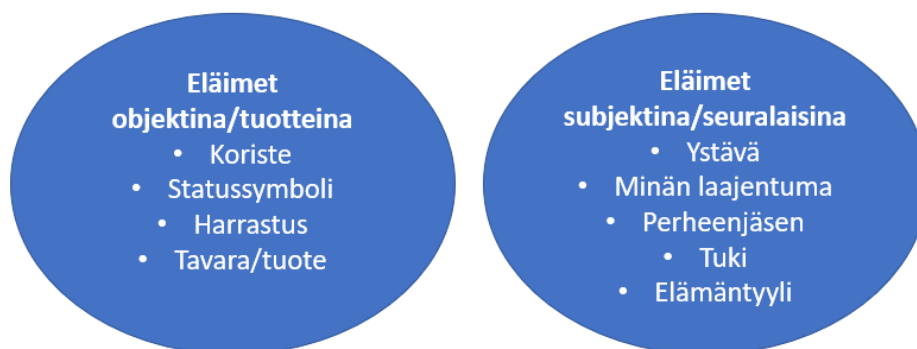 Eläimet
objektina/tuotteina
• Koriste
• Statussymboli
• Harrastus
• Tavara/tuote
Eläimet
subjektina/seuralaisina
• Ystävä
• Minän laajentuma
• Perheenjäsen
• Tuki
• Elämäntyyli